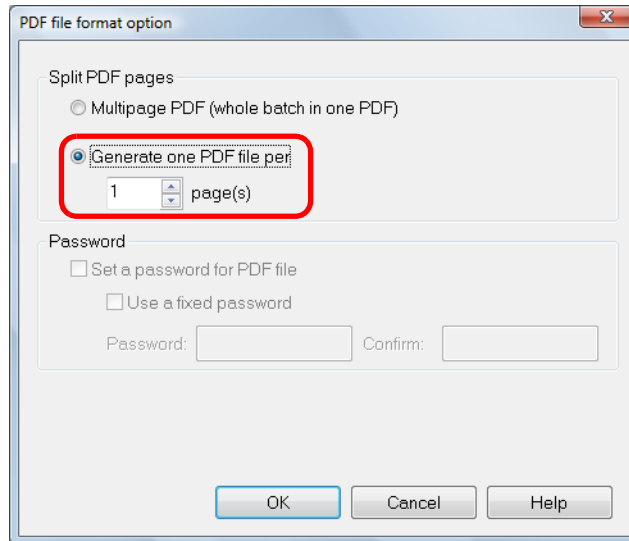 PDF file format option
Split PDF pages
Multipage PDF (whole batch in one PDF)
Generate one PDF file per
1 page(s)
Password
Set a password for PDF file
Use a fixed password
Password: Confirm:
OK Cancel Help